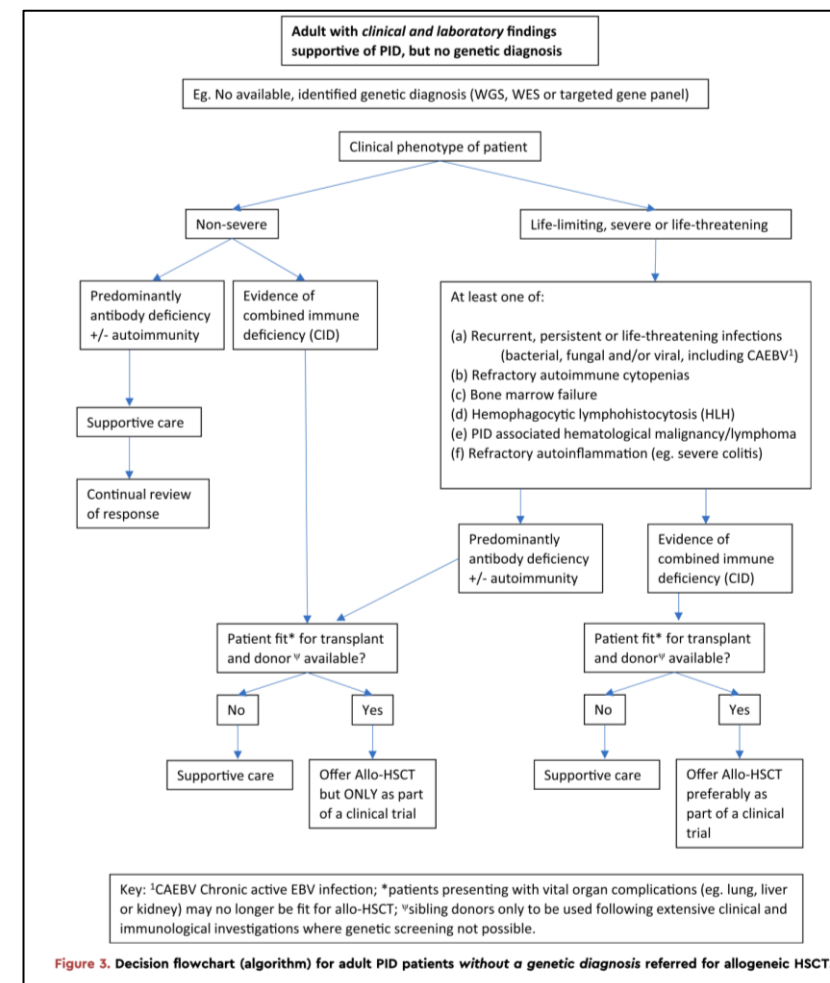 Adult with clinical and laboratory findings
supportive of PID, but no genetic diagnosis
Eg. No available, identified genetic diagnosis (WGS, WES or targeted gene panel)
Clinical phenotype of patient
Non-severe
Life-limiting, severe or life-threatening
Predominantly
antibody deficiency
+/- autoimmunity
Evidence of
combined immune
deficiency (CID)
At least one of:
(a) Recurrent, persistent or life-threatening infections
(bacterial, fungal and/or viral, including CAEBV¹)
(b) Refractory autoimmune cytopenias
(c) Bone marrow failure
(d) Hemophagocytic lymphohistocytosis (HLH)
(e) PID associated hematological malignancy/lymphoma
(f) Refractory autoinflammation (eg. severe colitis)
Supportive care
Continual review
of response
Predominantly
antibody deficiency
+/- autoimmunity
Evidence of
combined immune
deficiency (CID)
Patient fit* for transplant
and donorᴪ available?
Patient fit* for transplant
and donorᴪ available?
No
Yes
No
Yes
Supportive care
Offer Allo-HSCT
but ONLY as part
of a clinical trial
Supportive care
Offer Allo-HSCT
preferably as
part of a clinical
trial
Key: ¹CAEBV Chronic active EBV infection; *patients presenting with vital organ complications (eg. lung, liver
or kidney) may no longer be fit for allo-HSCT; ᴪsibling donors only to be used following extensive clinical and
immunological investigations where genetic screening not possible.
Figure 3. Decision flowchart (algorithm) for adult PID patients without a genetic diagnosis referred for allogeneic HSCT.